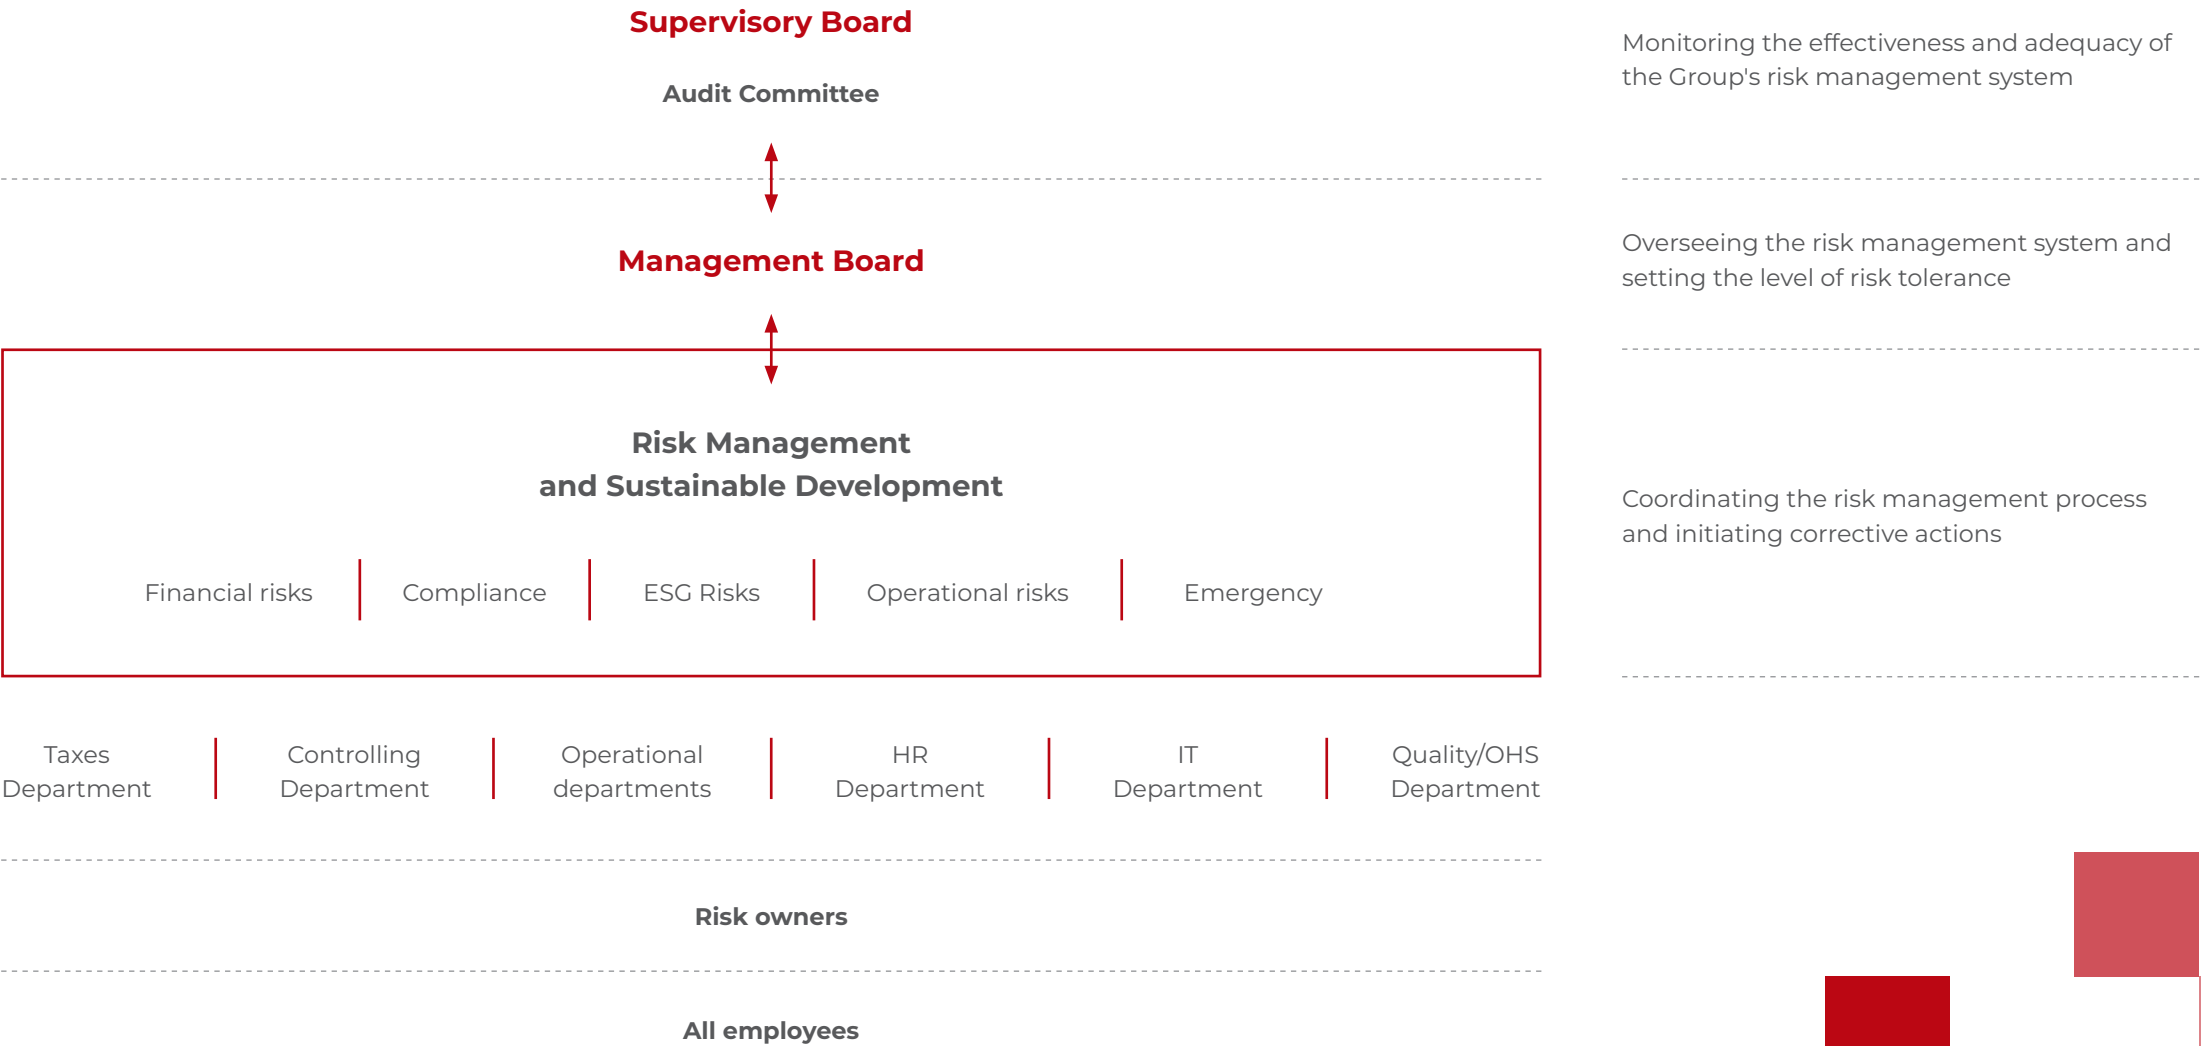 Supervisory Board
Audit Committee
Monitoring the effectiveness and adequacy of
the Group's risk management system
Management Board
Overseeing the risk management system and
setting the level of risk tolerance
Risk Management
and Sustainable Development
Coordinating the risk management process
and initiating corrective actions
Financial risks
Compliance
ESG Risks
Operational risks
Emergency
Taxes
Department
Controlling
Department
Operational
departments
HR
Department
IT
Department
Quality/OHS
Department
Risk owners
All employees